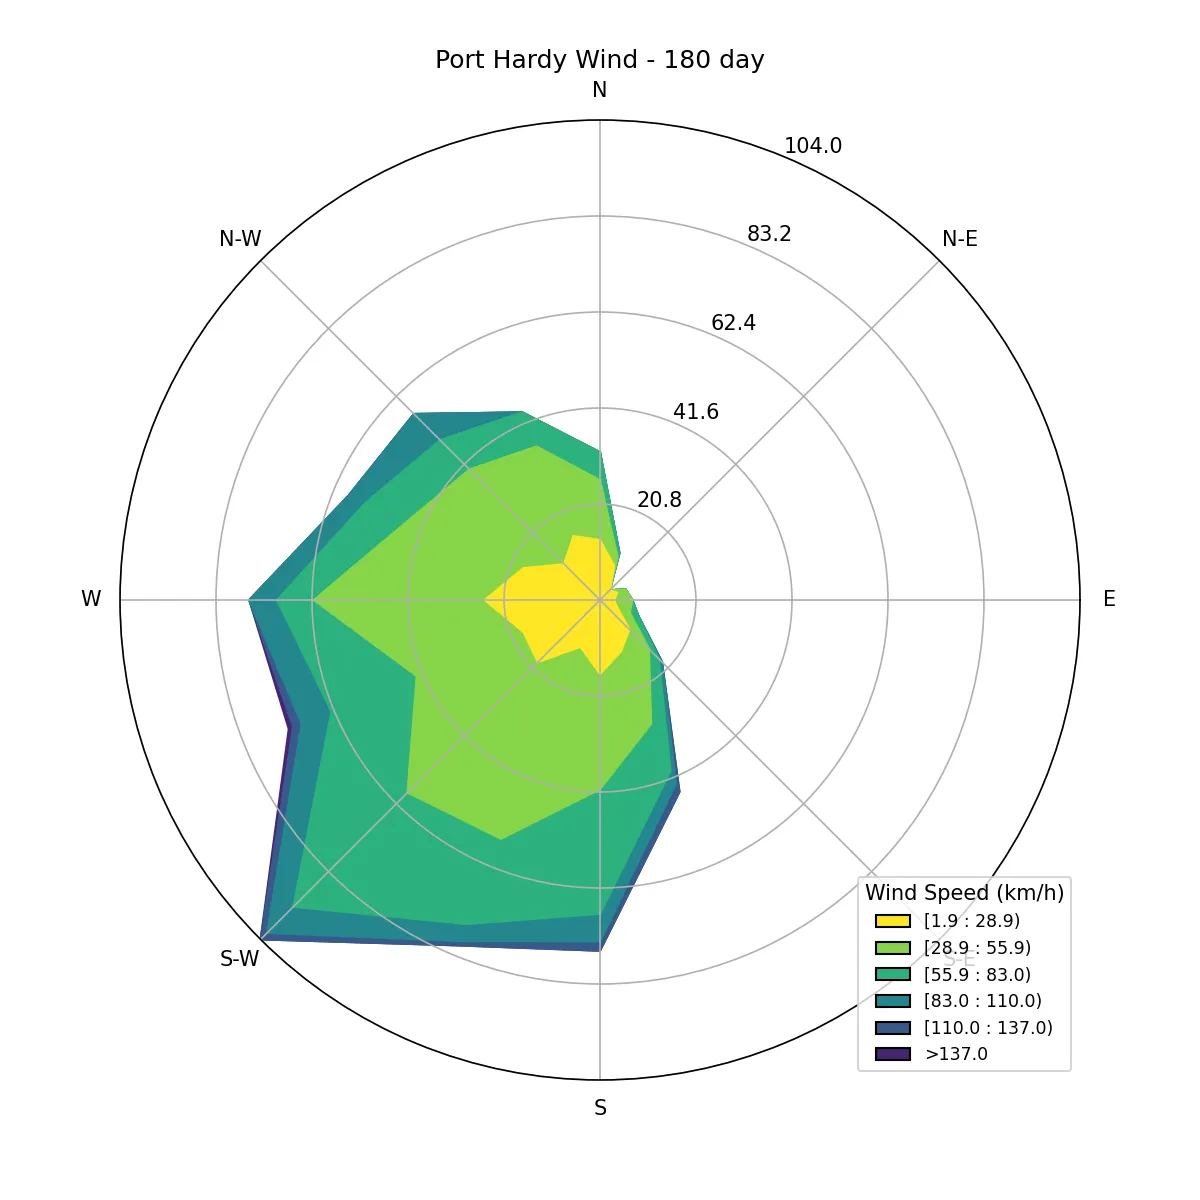 Port Hardy Wind - 180 day
N
104.0
N-W
83.2
N-E
62.4
41.6
20.8
W
E
Wind Speed (km/h)
[1.9 : 28.9)
[28.9 : 55.9)
S-W
S-E
[55.9 : 83.0)
[83.0 : 110.0)
[110.0 : 137.0)
>137.0
S